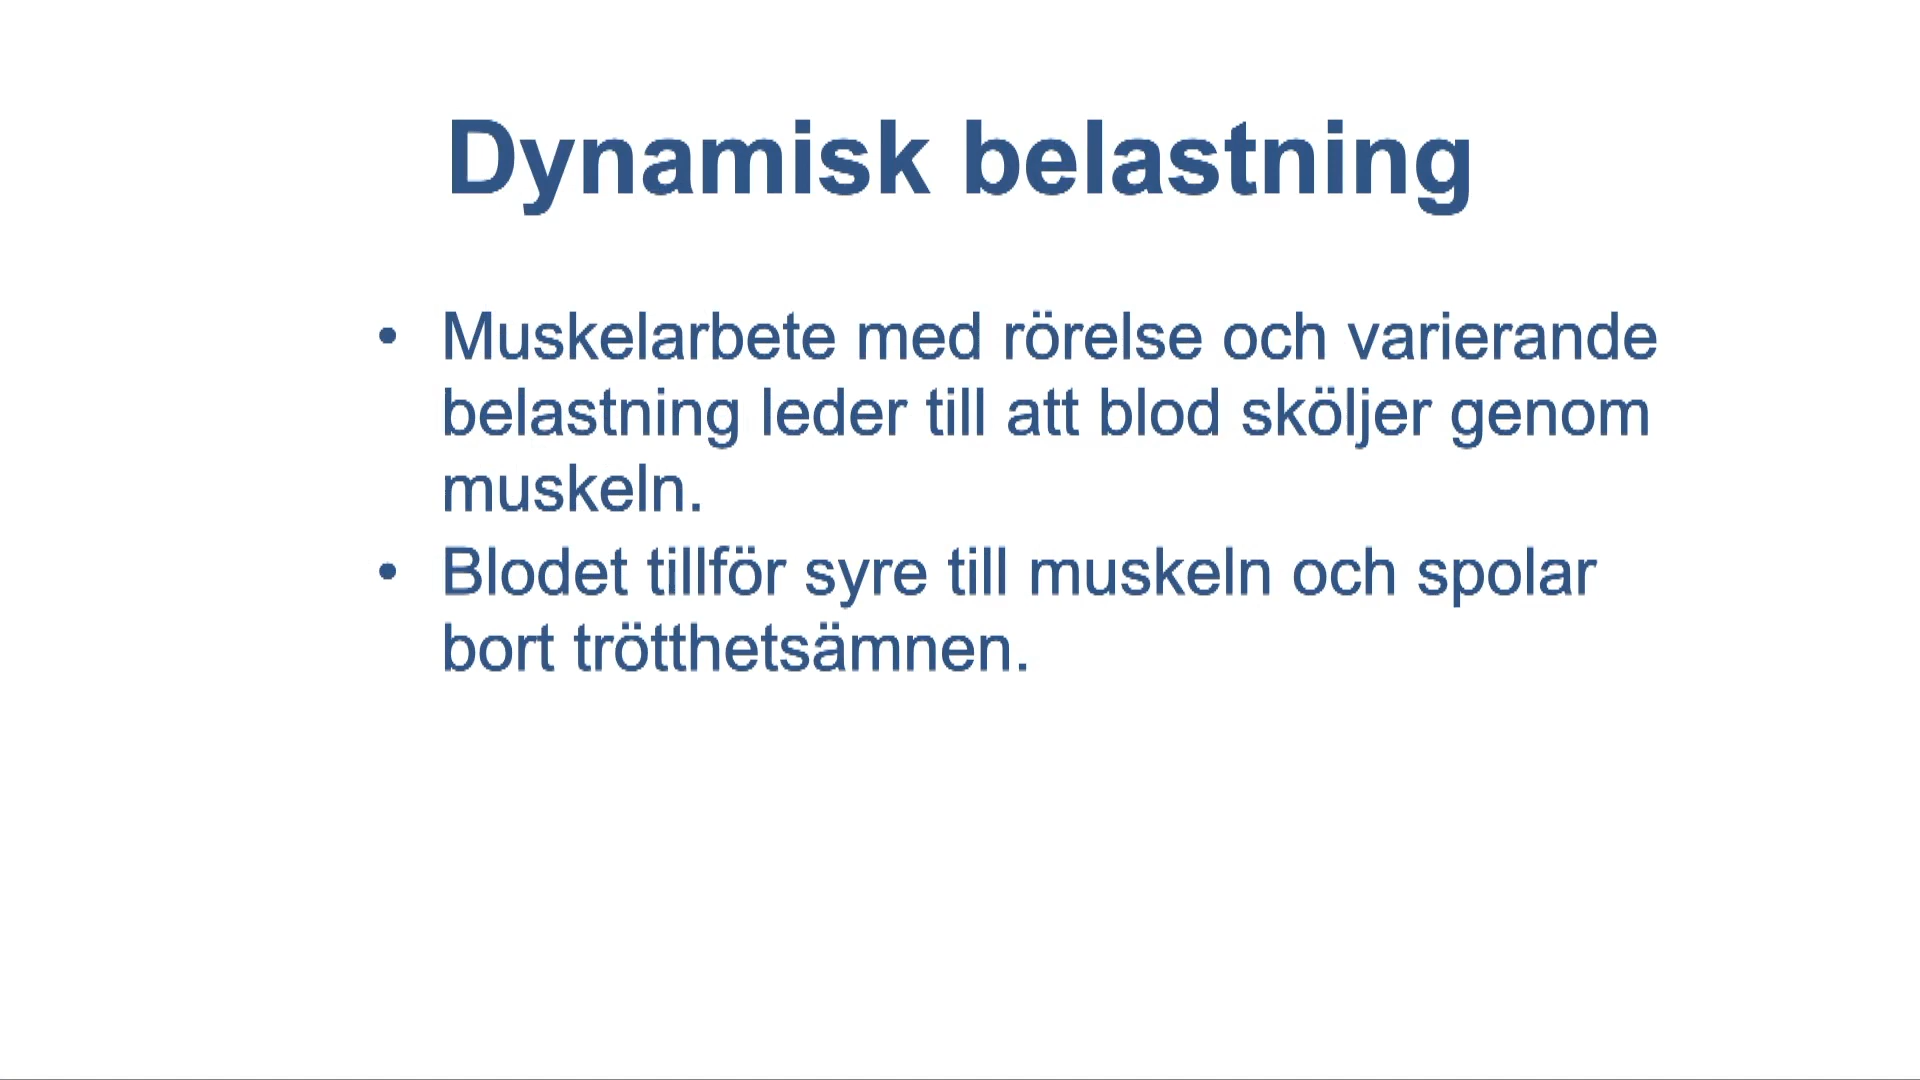 Dynamisk belastning
• Muskelarbete med rörelse och varierande
belastning leder till att blod sköljer genom
muskeln.
• Blodet tillför syre till muskeln och spolar
bort trötthetsämnen.